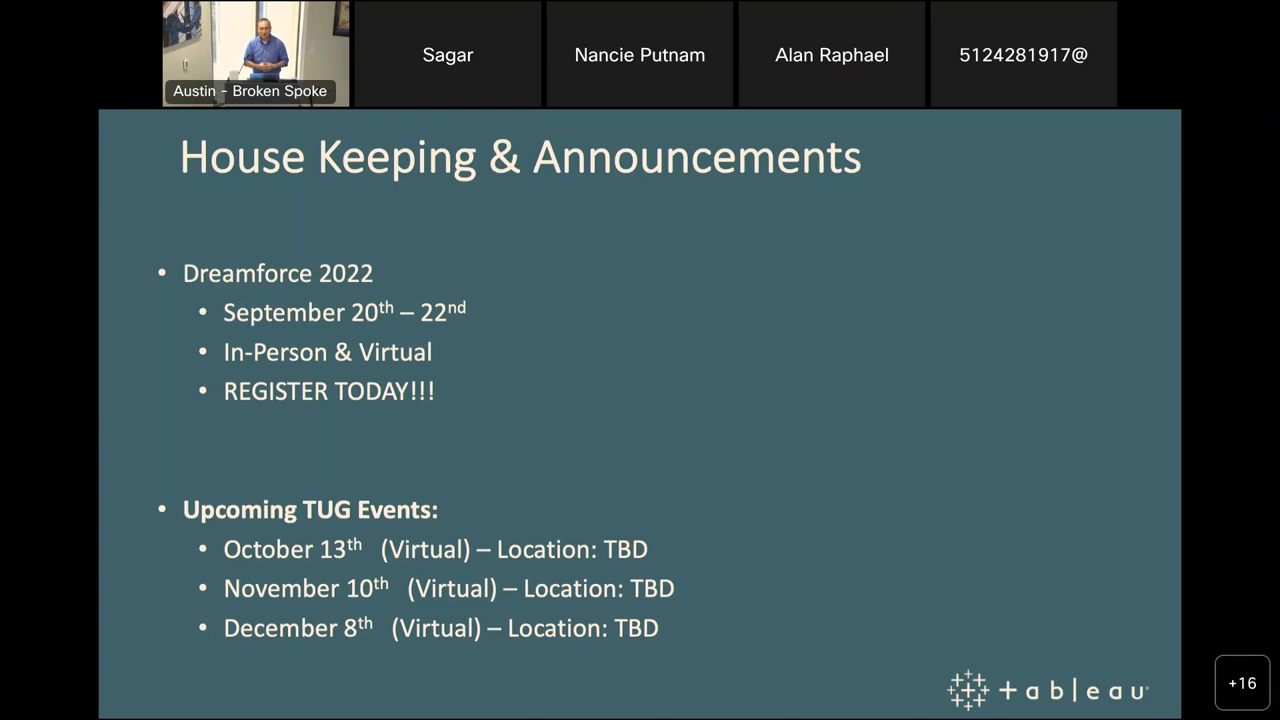 Sagar
Nancie Putnam
Alan Raphael
5124281917@
Austin - Broken Spoke
House Keeping & Announcements
• Dreamforce 2022
• September 20th – 22nd
• In-Person & Virtual
• REGISTER TODAY!!!
• Upcoming TUG Events:
• October 13th (Virtual) – Location: TBD
• November 10th (Virtual) – Location: TBD
• December 8th (Virtual) – Location: TBD
+ a b | e a u
+16